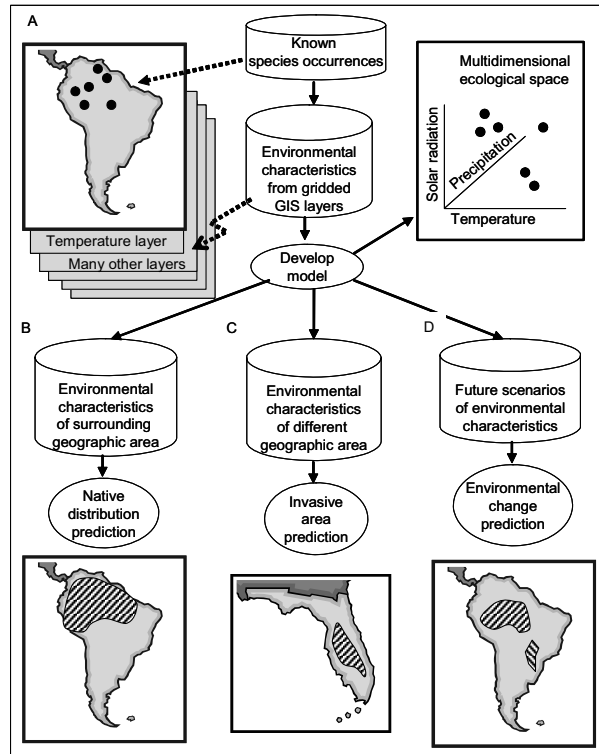 A
Known
species occurrences
Multidimensional
ecological space
Solar radiation
Precipitation
Temperature
Environmental
characteristics
from gridded
GIS layers
Temperature layer
Many other layers
Develop
model
B
Environmental
characteristics
of surrounding
geographic area
Native
distribution
prediction
C
Environmental
characteristics
of different
geographic area
Invasive
area
prediction
D
Future scenarios
of environmental
characteristics
Environmental
change
prediction